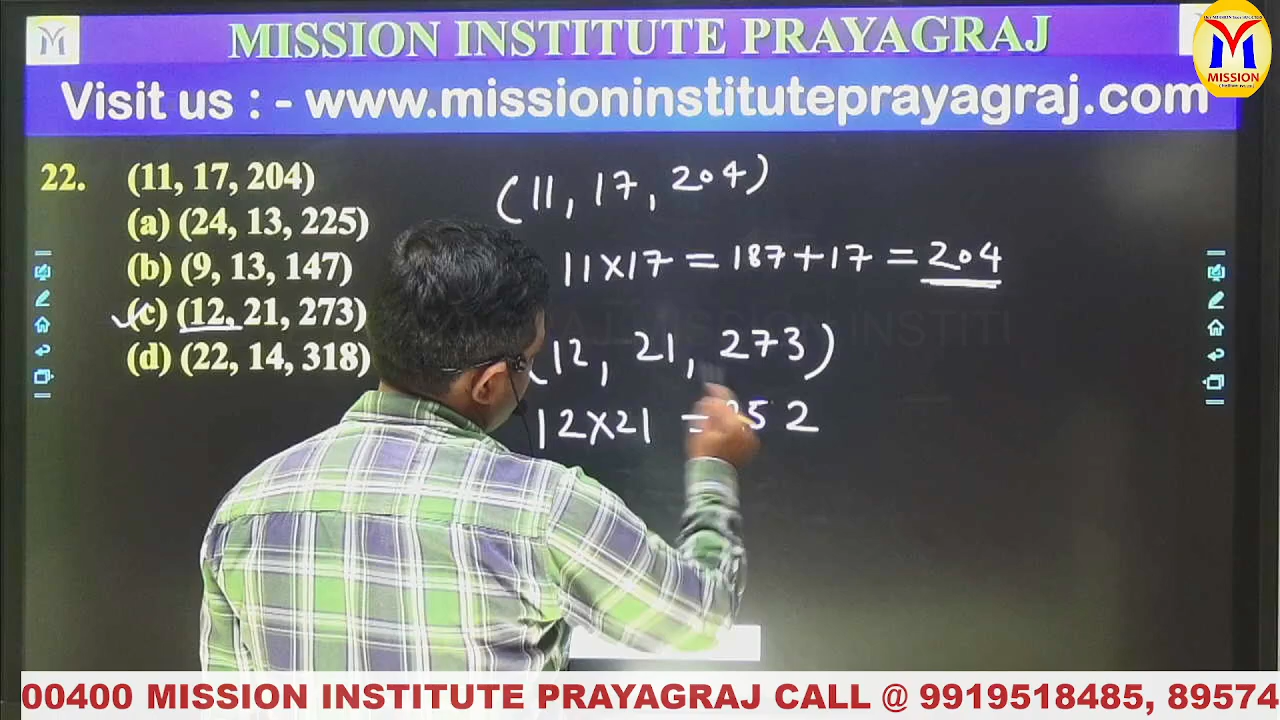 MISSION INSTITUTE PRAYAGRAJ
MISSION
Visit us : - www.missioninstituteprayagraj.com
22. (11, 17, 204)
(a) (24, 13, 225)
(b) (9, 13, 147)
(c) (12, 21, 273)
(d) (22, 14, 318)
(11, 17, 204)
11×17 = 187+17 = 204
(12, 21, 273)
12×21 = 252
00400 MISSION INSTITUTE PRAYAGRAJ CALL @ 9919518485, 89574